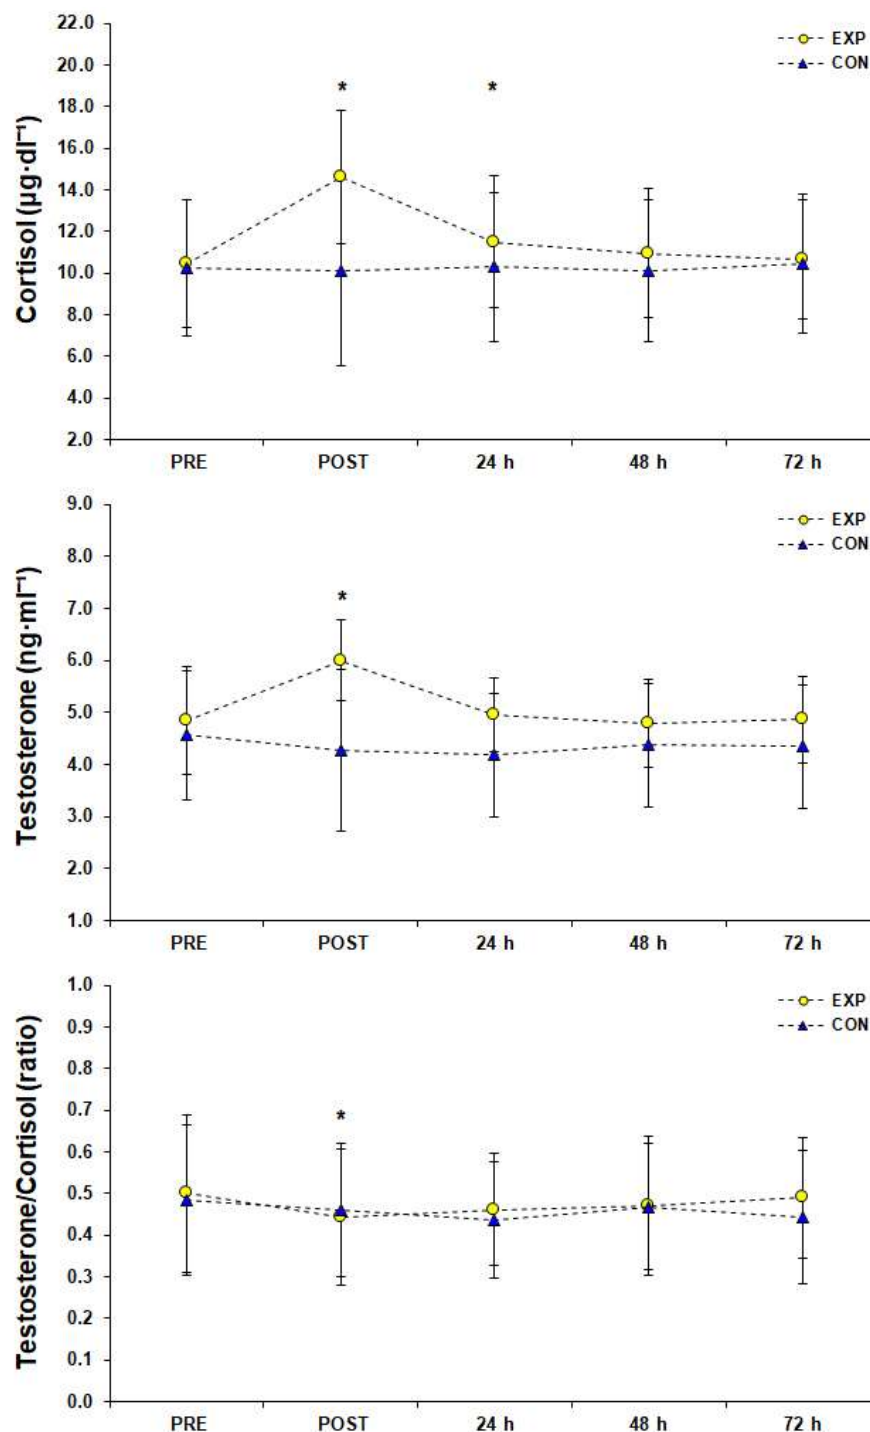 Cortisol (µg·dl⁻¹)
22.0
20.0
18.0
16.0
14.0
12.0
10.0
8.0
6.0
4.0
2.0
EXP
CON
*
*
PRE POST 24 h 48 h 72 h
Testosterone (ng·ml⁻¹)
9.0
8.0
7.0
6.0
5.0
4.0
3.0
2.0
1.0
EXP
CON
*
PRE POST 24 h 48 h 72 h
Testosterone/Cortisol (ratio)
1.0
0.9
0.8
0.7
0.6
0.5
0.4
0.3
0.2
0.1
0.0
EXP
CON
*
PRE POST 24 h 48 h 72 h